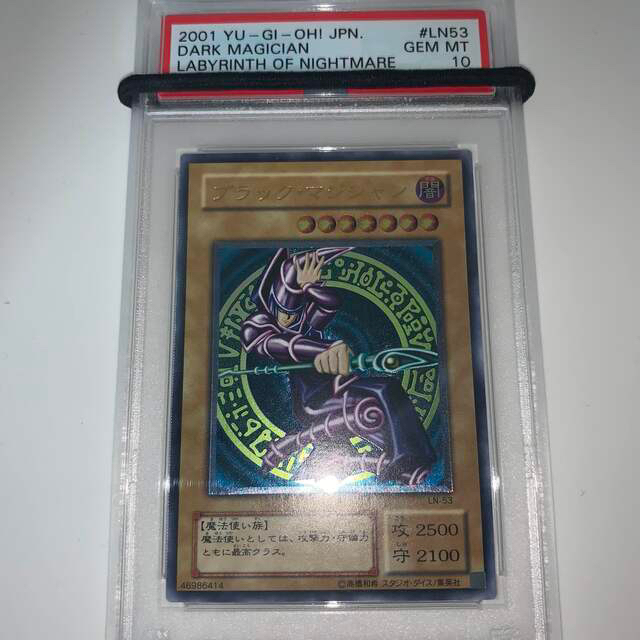 2001 YU-GI-OH! JPN. #LN53
DARK MAGICIAN GEM MT
LABYRINTH OF NIGHTMARE 10
ブラック・マジシャン
闇
LN-53
【魔法使い族】
魔法使いとしては、攻撃力・守備力
ともに最高クラス。
攻 2500
守 2100
46986414
©高橋和希 スタジオ・ダイス/集英社